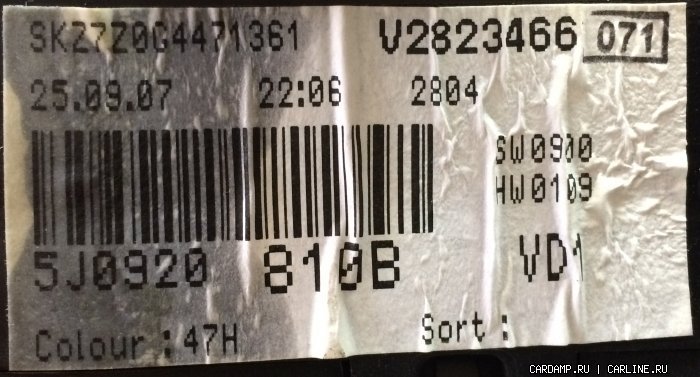 SKZ7Z0G4471361 V2823466 071
25.09.07 22:06 2804
SW0900
HW0109
5J0920 810B VD1
Colour : 47H Sort :
CARDAMP.RU | CARLINE.RU